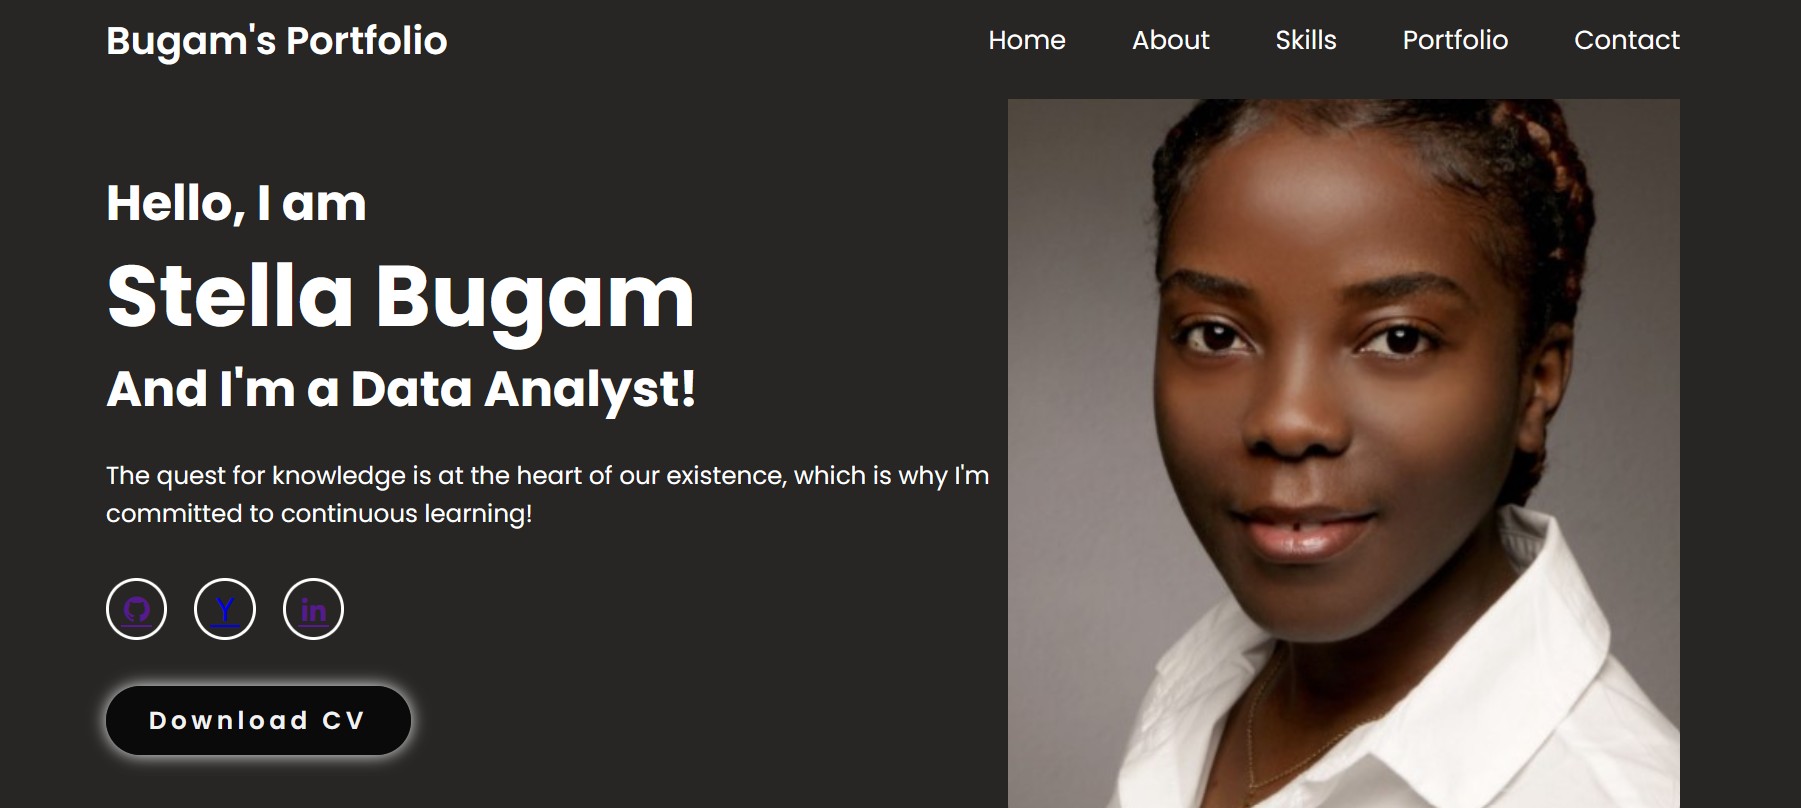 Bugam's Portfolio
Home About Skills Portfolio Contact
Hello, I am
Stella Bugam
And I'm a Data Analyst!
The quest for knowledge is at the heart of our existence, which is why I'm
committed to continuous learning!
Y in
Download CV